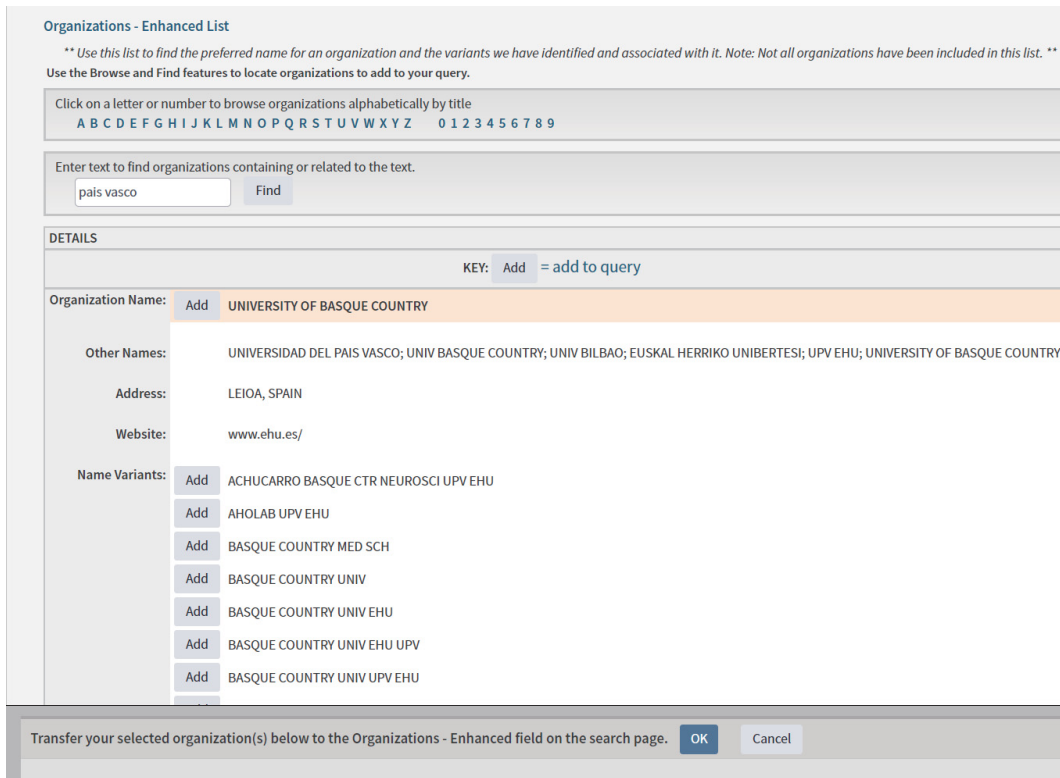 Organizations - Enhanced List
** Use this list to find the preferred name for an organization and the variants we have identified and associated with it. Note: Not all organizations have been included in this list. **
Use the Browse and Find features to locate organizations to add to your query.
Click on a letter or number to browse organizations alphabetically by title
A B C D E F G H I J K L M N O P Q R S T U V W X Y Z 0 1 2 3 4 5 6 7 8 9
Enter text to find organizations containing or related to the text.
pais vasco Find
DETAILS
KEY: Add = add to query
Organization Name: Add UNIVERSITY OF BASQUE COUNTRY
Other Names: UNIVERSIDAD DEL PAIS VASCO; UNIV BASQUE COUNTRY; UNIV BILBAO; EUSKAL HERRIKO UNIBERTESI; UPV EHU; UNIVERSITY OF BASQUE COUNTRY
Address: LEIOA, SPAIN
Website: www.ehu.es/
Name Variants: Add ACHUCARRO BASQUE CTR NEUROSCI UPV EHU
Add AHOLAB UPV EHU
Add BASQUE COUNTRY MED SCH
Add BASQUE COUNTRY UNIV
Add BASQUE COUNTRY UNIV EHU
Add BASQUE COUNTRY UNIV EHU UPV
Add BASQUE COUNTRY UNIV UPV EHU
Transfer your selected organization(s) below to the Organizations - Enhanced field on the search page. OK Cancel